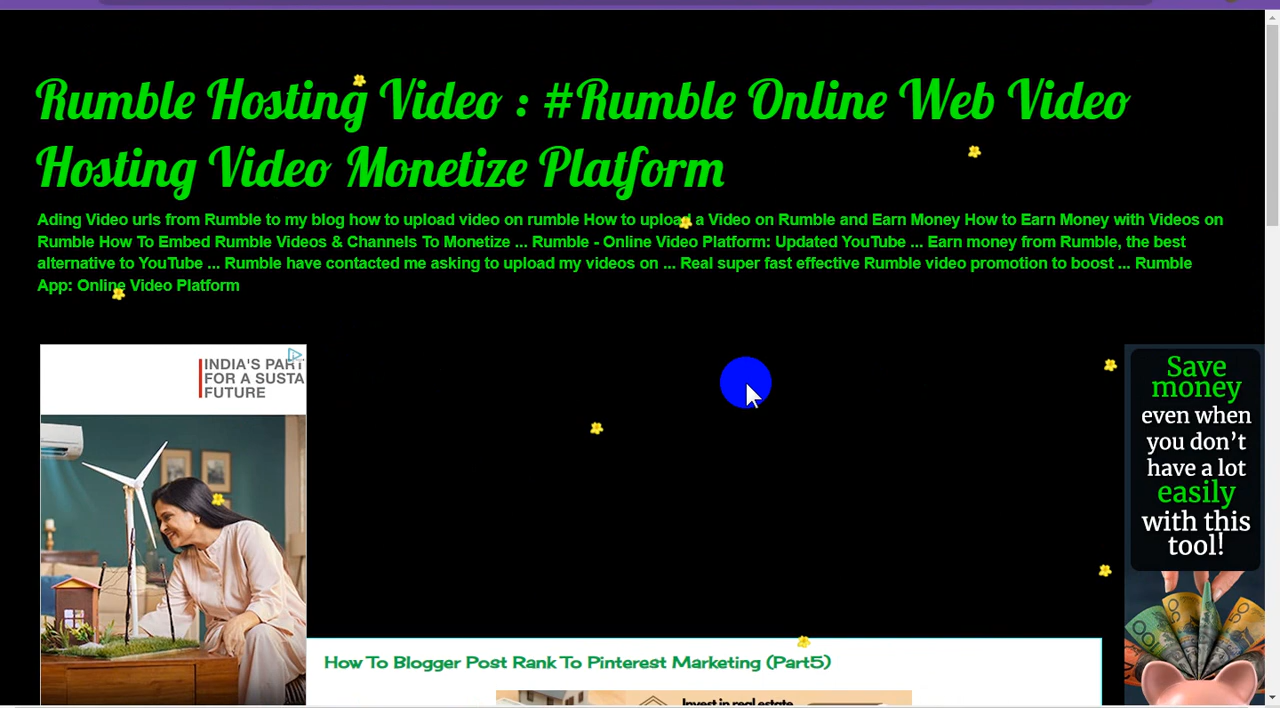 Rumble Hosting Video : #Rumble Online Web Video
Hosting Video Monetize Platform
Ading Video urls from Rumble to my blog how to upload video on rumble How to upload a Video on Rumble and Earn Money How to Earn Money with Videos on
Rumble How To Embed Rumble Videos & Channels To Monetize ... Rumble - Online Video Platform: Updated YouTube ... Earn money from Rumble, the best
alternative to YouTube ... Rumble have contacted me asking to upload my videos on ... Real super fast effective Rumble video promotion to boost ... Rumble
App: Online Video Platform
INDIA'S PART
FOR A SUSTA
FUTURE
Save
money
even when
you don't
have a lot
easily
with this
tool!
How To Blogger Post Rank To Pinterest Marketing (Part5)
Invest in real estate